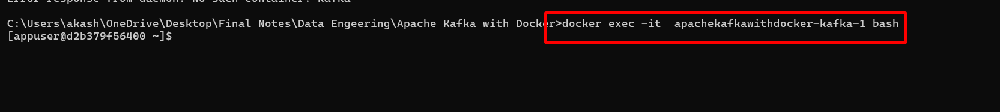 Error response from daemon: No such container: kafka
C:\Users\akash\OneDrive\Desktop\Final Notes\Data Engeering\Apache Kafka with Docker>docker exec -it  apachekafkawithdocker-kafka-1 bash
[appuser@d2b379f56400 ~]$